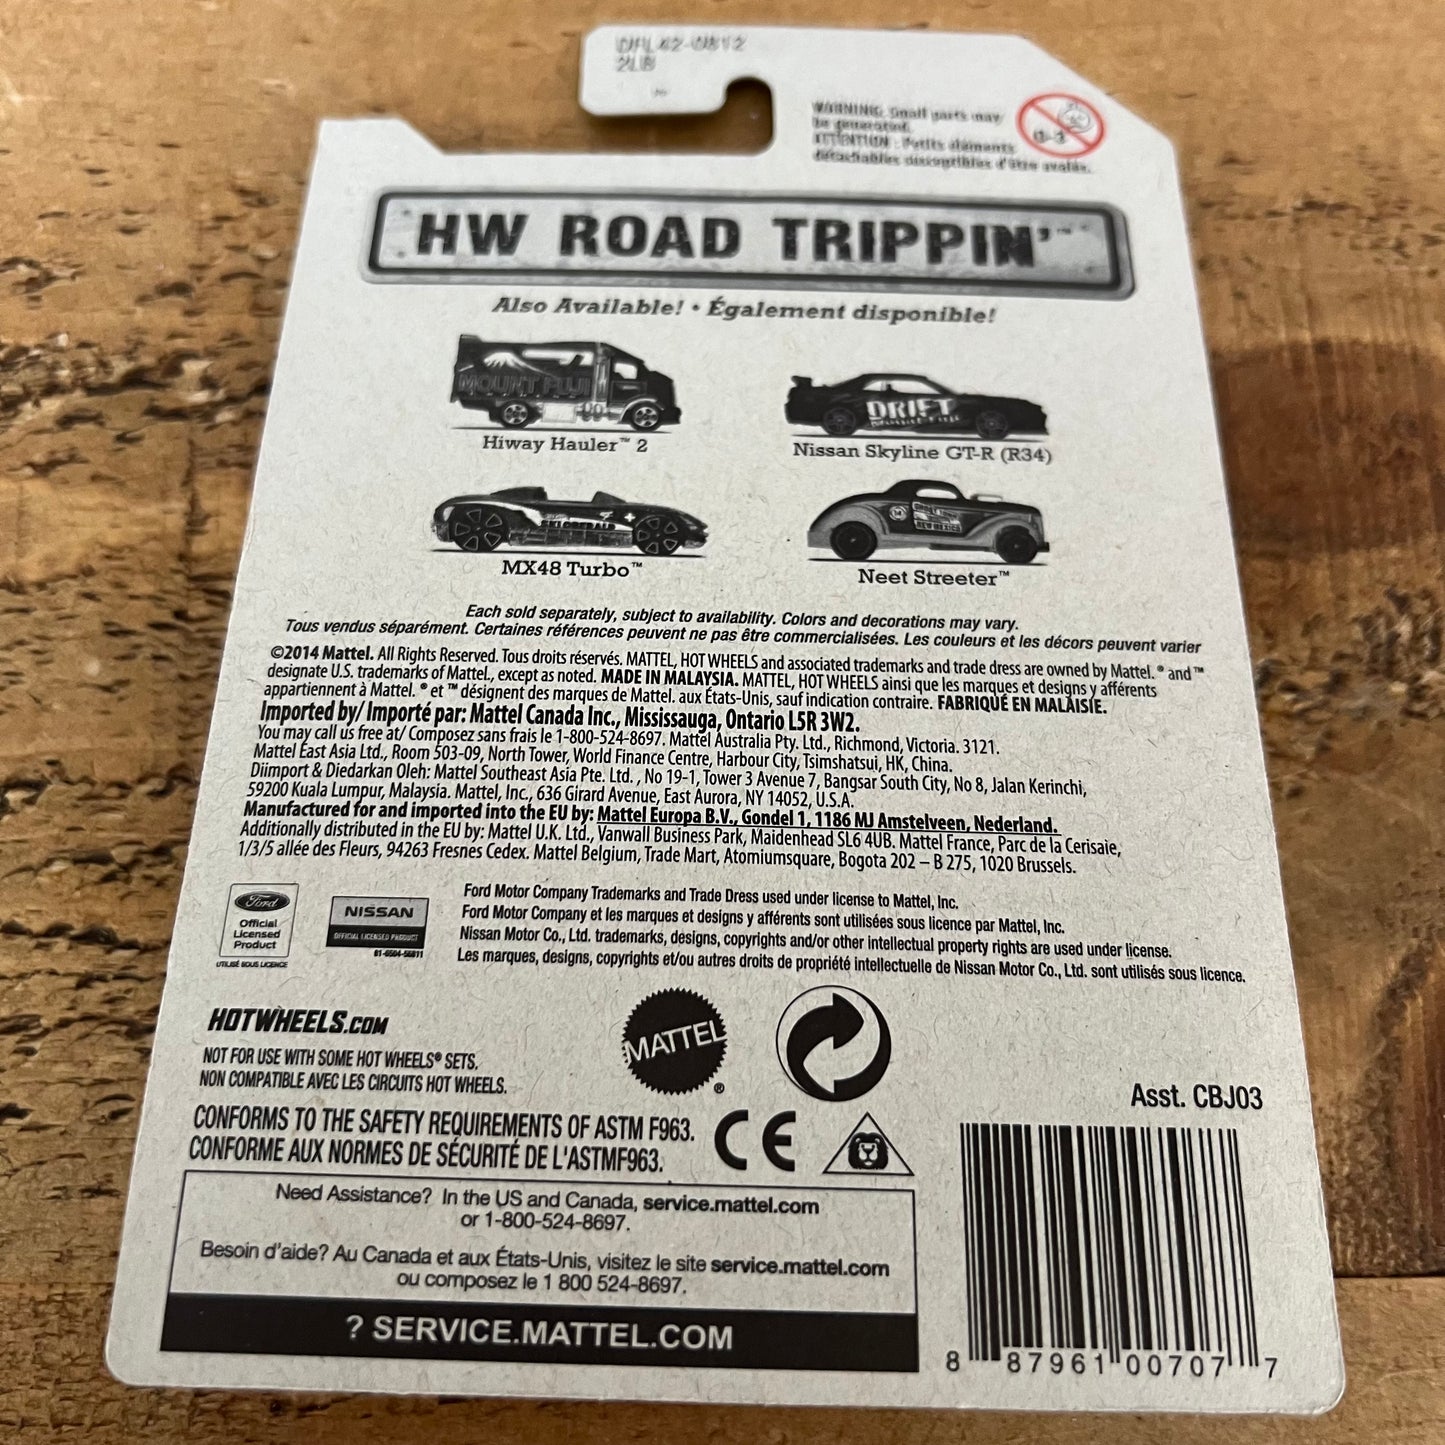 2LB
WARNING: Small parts may
be generated.
ATTENTION : Petits éléments
détachables susceptibles d'être avalés.
0-3
HW ROAD TRIPPIN'™
Also Available! • Également disponible!
MOUNT FUJI
Hiway Hauler™ 2
DRIFT
Nissan Skyline GT-R (R34)
MX48 Turbo™
NEW MEXICO
Neet Streeter™
Each sold separately, subject to availability. Colors and decorations may vary.
Tous vendus séparément. Certaines références peuvent ne pas être commercialisées. Les couleurs et les décors peuvent varier
©2014 Mattel. All Rights Reserved. Tous droits réservés. MATTEL, HOT WHEELS and associated trademarks and trade dress are owned by Mattel. ® and ™
designate U.S. trademarks of Mattel., except as noted. MADE IN MALAYSIA. MATTEL, HOT WHEELS ainsi que les marques et designs y afférents
appartiennent à Mattel. ® et ™ désignent des marques de Mattel. aux États-Unis, sauf indication contraire. FABRIQUÉ EN MALAISIE.
Imported by/ Importé par: Mattel Canada Inc., Mississauga, Ontario L5R 3W2.
You may call us free at/ Composez sans frais le 1-800-524-8697. Mattel Australia Pty. Ltd., Richmond, Victoria. 3121.
Mattel East Asia Ltd., Room 503-09, North Tower, World Finance Centre, Harbour City, Tsimshatsui, HK, China.
Diimport & Diedarkan Oleh: Mattel Southeast Asia Pte. Ltd. , No 19-1, Tower 3 Avenue 7, Bangsar South City, No 8, Jalan Kerinchi,
59200 Kuala Lumpur, Malaysia. Mattel, Inc., 636 Girard Avenue, East Aurora, NY 14052, U.S.A.
Manufactured for and imported into the EU by: Mattel Europa B.V., Gondel 1, 1186 MJ Amstelveen, Nederland.
Additionally distributed in the EU by: Mattel U.K. Ltd., Vanwall Business Park, Maidenhead SL6 4UB. Mattel France, Parc de la Cerisaie,
1/3/5 allée des Fleurs, 94263 Fresnes Cedex. Mattel Belgium, Trade Mart, Atomiumsquare, Bogota 202 – B 275, 1020 Brussels.
Ford
Official
Licensed
Product
UTILISÉ SOUS LICENCE
NISSAN
OFFICIAL LICENSED PRODUCT
Ford Motor Company Trademarks and Trade Dress used under license to Mattel, Inc.
Ford Motor Company et les marques et designs y afférents sont utilisées sous licence par Mattel, Inc.
Nissan Motor Co., Ltd. trademarks, designs, copyrights and/or other intellectual property rights are used under license.
Les marques, designs, copyrights et/ou autres droits de propriété intellectuelle de Nissan Motor Co., Ltd. sont utilisés sous licence.
HOTWHEELS.COM
NOT FOR USE WITH SOME HOT WHEELS® SETS.
NON COMPATIBLE AVEC LES CIRCUITS HOT WHEELS.
MATTEL ®
Asst. CBJ03
CONFORMS TO THE SAFETY REQUIREMENTS OF ASTM F963.
CONFORME AUX NORMES DE SÉCURITÉ DE L'ASTMF963.
CE
Need Assistance? In the US and Canada, service.mattel.com
or 1-800-524-8697.
Besoin d'aide? Au Canada et aux États-Unis, visitez le site service.mattel.com
ou composez le 1 800 524-8697.
? SERVICE.MATTEL.COM
8 87961 00707 7